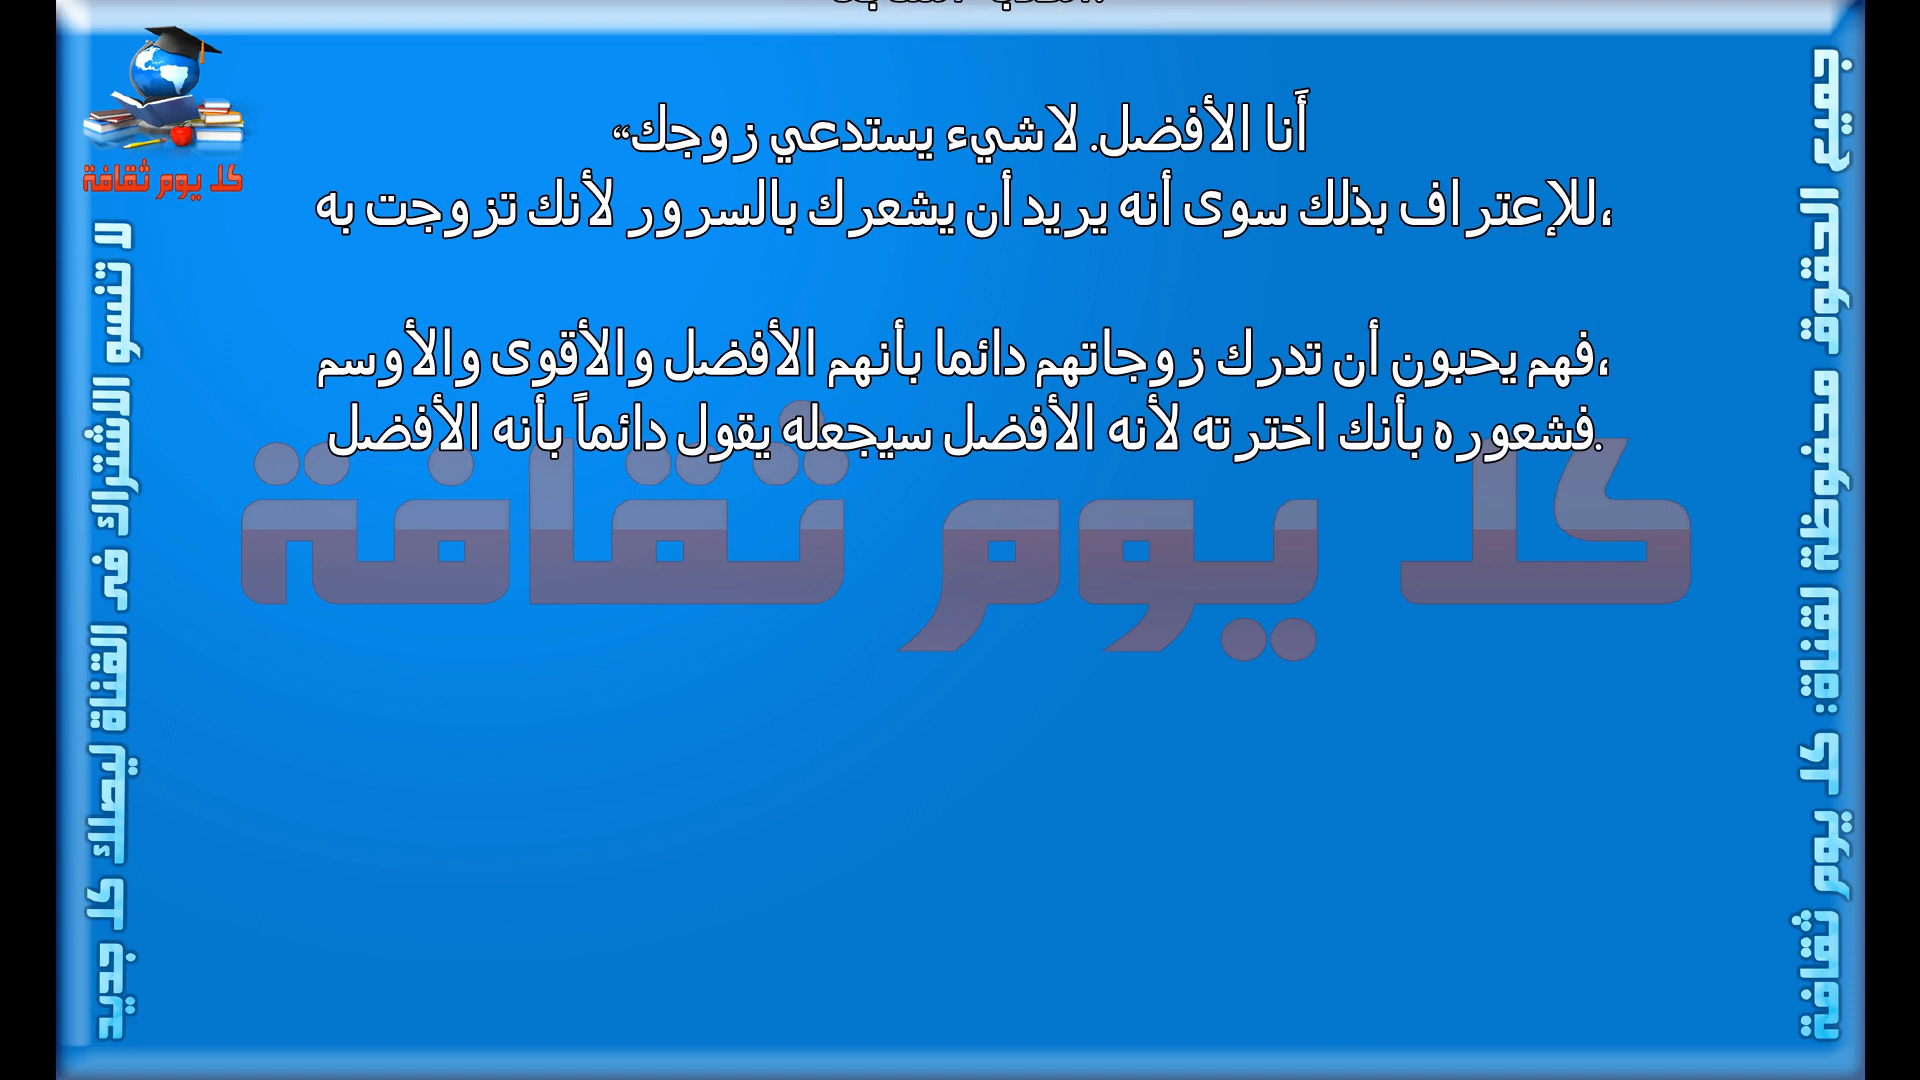 أَنا الأفضل. لاشيء يستدعي زوجك“
للإعتراف بذلك سوى أنه يريد أن يشعرك بالسرور لأنك تزوجت به،
فهم يحبون أن تدرك زوجاتهم دائما بأنهم الأفضل والأقوى والأوسم،
فشعوره بأنك اخترته لأنه الأفضل سيجعله يقول دائماً بأنه الأفضل.
كل يوم ثقافة
كل يوم ثقافة
جميع الحقوق محفوظة لقناة: كل يوم ثقافة
لا تنسو الاشتراك فى القناة ليصلك كل جديد